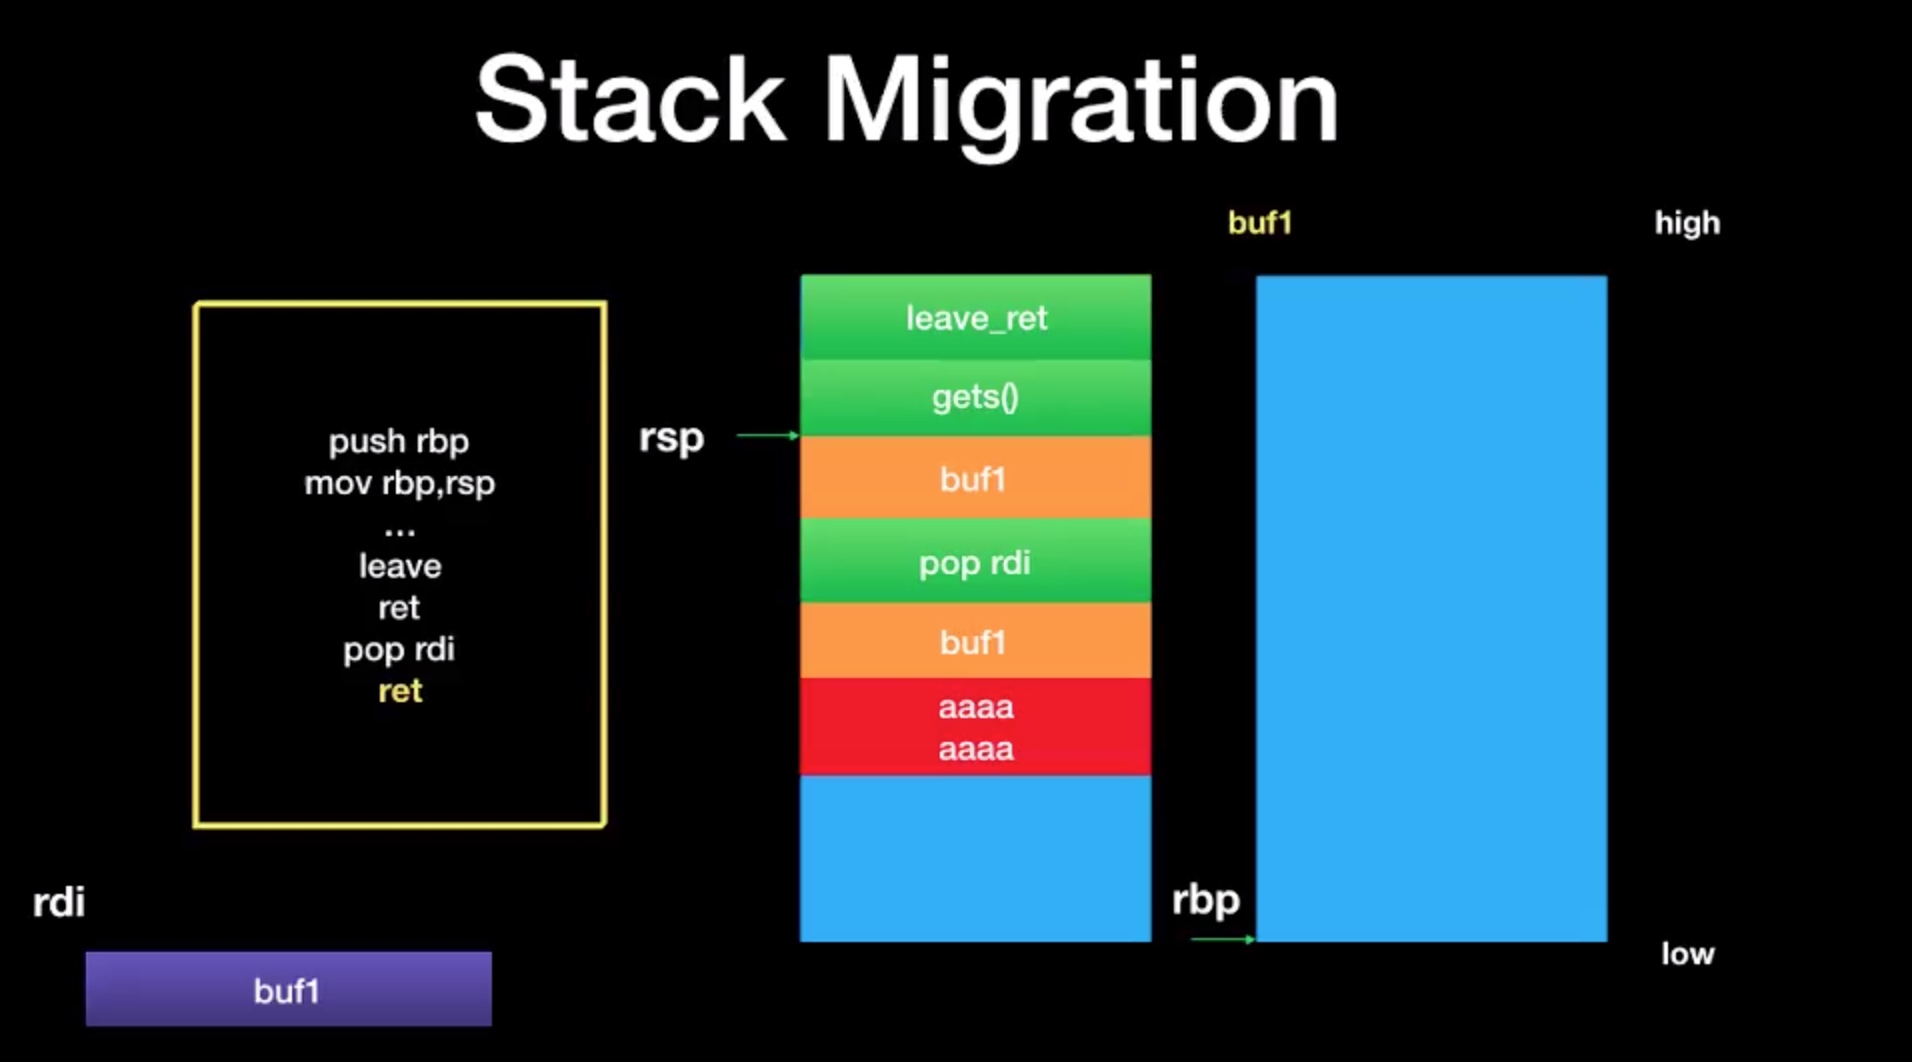 Stack Migration
buf1
high
push rbp
mov rbp,rsp
...
leave
ret
pop rdi
ret
rsp
leave_ret
gets()
buf1
pop rdi
buf1
aaaa
aaaa
rdi
buf1
rbp
low